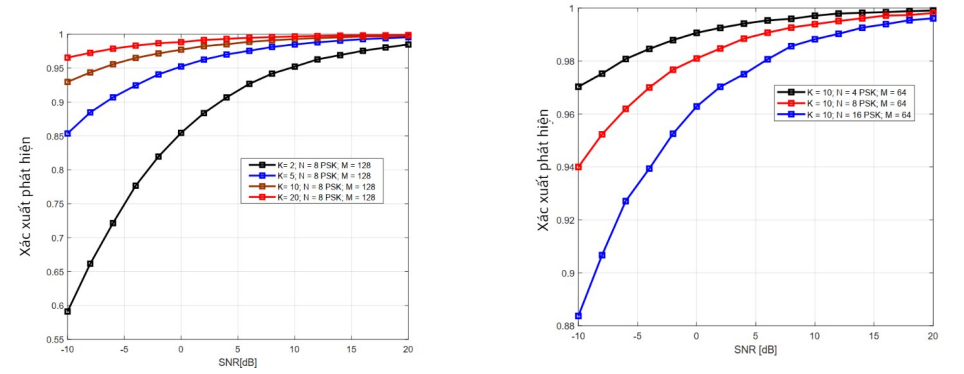 1
0.95
0.9
0.85
0.8
0.75
0.7
0.65
0.6
0.55
Xác xuất phát hiện
K= 2; N = 8 PSK; M = 128
K= 5; N = 8 PSK; M = 128
K= 10; N = 8 PSK; M = 128
K= 20; N = 8 PSK; M = 128
-10 -5 0 5 10 15 20
SNR[dB]
1
0.98
0.96
0.94
0.92
0.9
0.88
Xác xuất phát hiện
K = 10; N = 4 PSK; M = 64
K = 10; N = 8 PSK; M = 64
K = 10; N = 16 PSK; M = 64
-10 -5 0 5 10 15 20
SNR [dB]